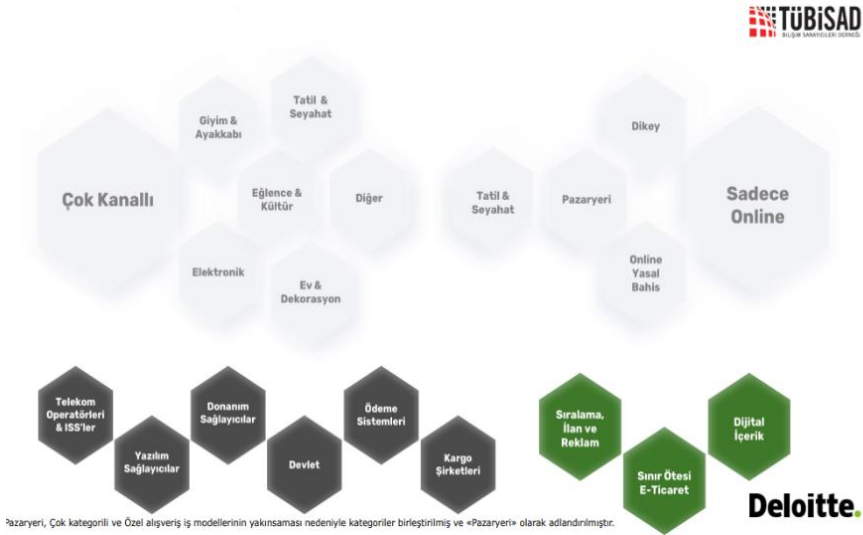 TÜBİSAD
BİLİŞİM SANAYİCİLERİ DERNEĞİ
Çok Kanallı
Giyim &
Ayakkabı
Tatil &
Seyahat
Eğlence &
Kültür
Diğer
Elektronik
Ev &
Dekorasyon
Tatil &
Seyahat
Pazaryeri
Dikey
Online
Yasal
Bahis
Sadece
Online
Telekom
Operatörleri
& ISS'ler
Yazılım
Sağlayıcılar
Donanım
Sağlayıcılar
Devlet
Ödeme
Sistemleri
Kargo
Şirketleri
Sıralama,
İlan ve
Reklam
Sınır Ötesi
E-Ticaret
Dijital
İçerik
Deloitte.
Pazaryeri, Çok kategorili ve Özel alışveriş iş modellerinin yakınsaması nedeniyle kategoriler birleştirilmiş ve «Pazaryeri» olarak adlandırılmıştır.